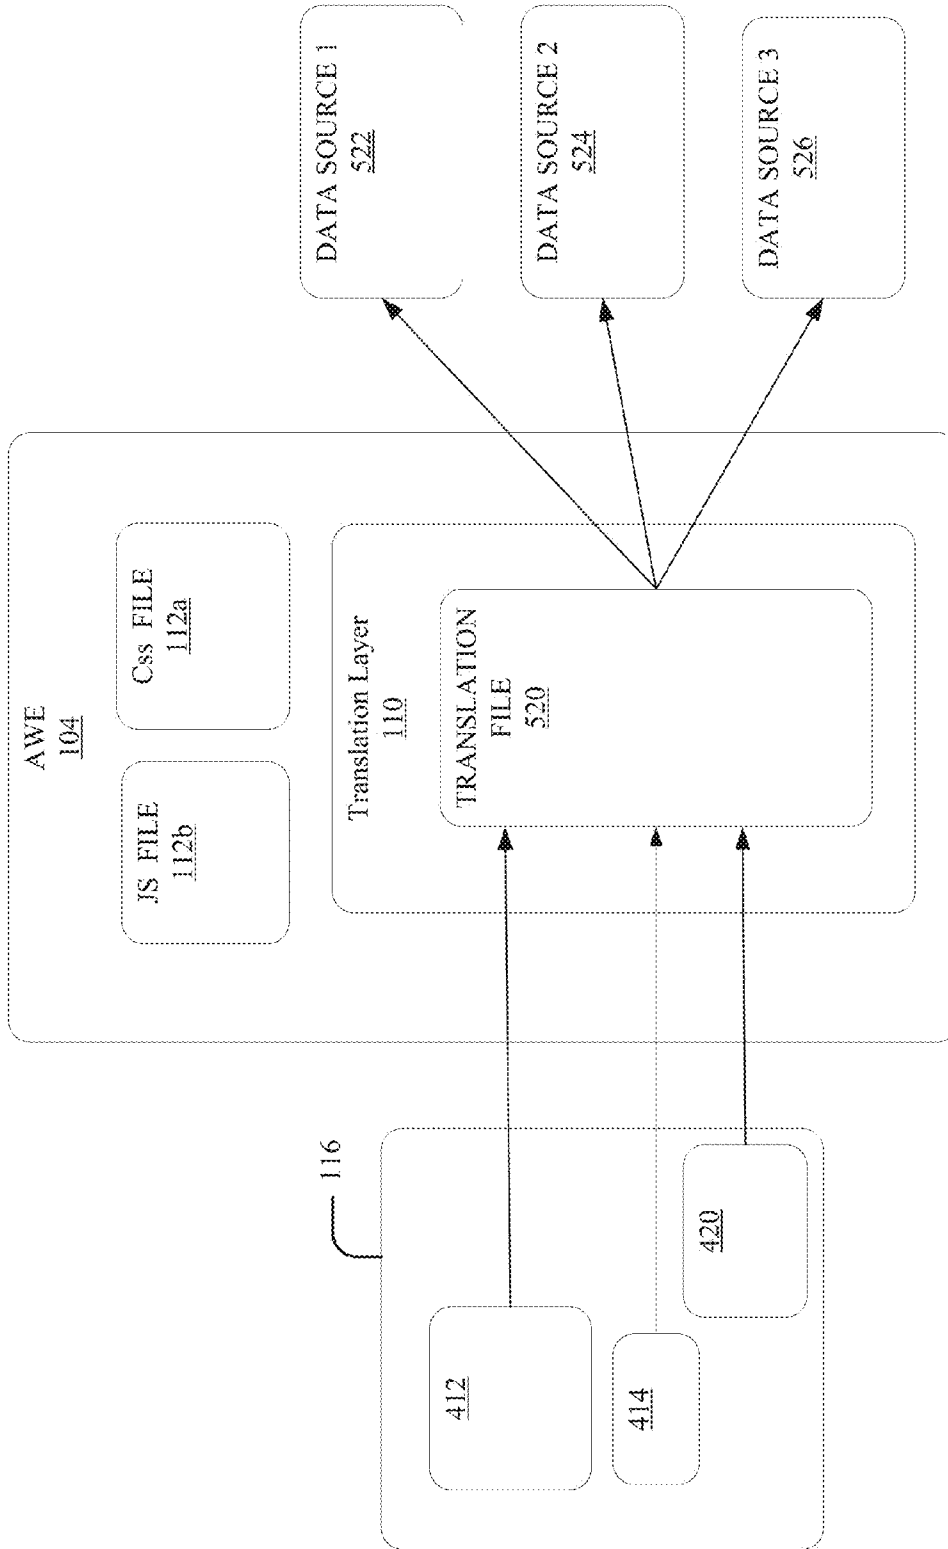 116
412
414
420
AWE
104
JS FILE
112b
Css FILE
112a
Translation Layer
110
TRANSLATION
FILE
520
DATA SOURCE 1
522
DATA SOURCE 2
524
DATA SOURCE 3
526